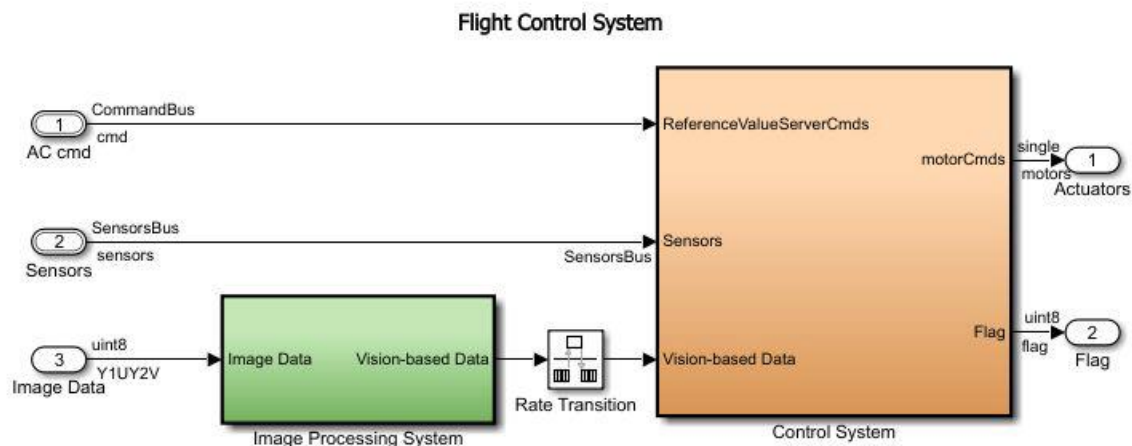 Flight Control System
CommandBus
1
cmd
AC cmd
ReferenceValueServerCmds
motorCmds
single
1
motors
Actuators
SensorsBus
2
sensors
Sensors
SensorsBus
Sensors
uint8
3
Y1UY2V
Image Data
Image Data
Vision-based Data
Image Processing System
Rate Transition
Vision-based Data
Flag
uint8
2
flag
Flag
Control System